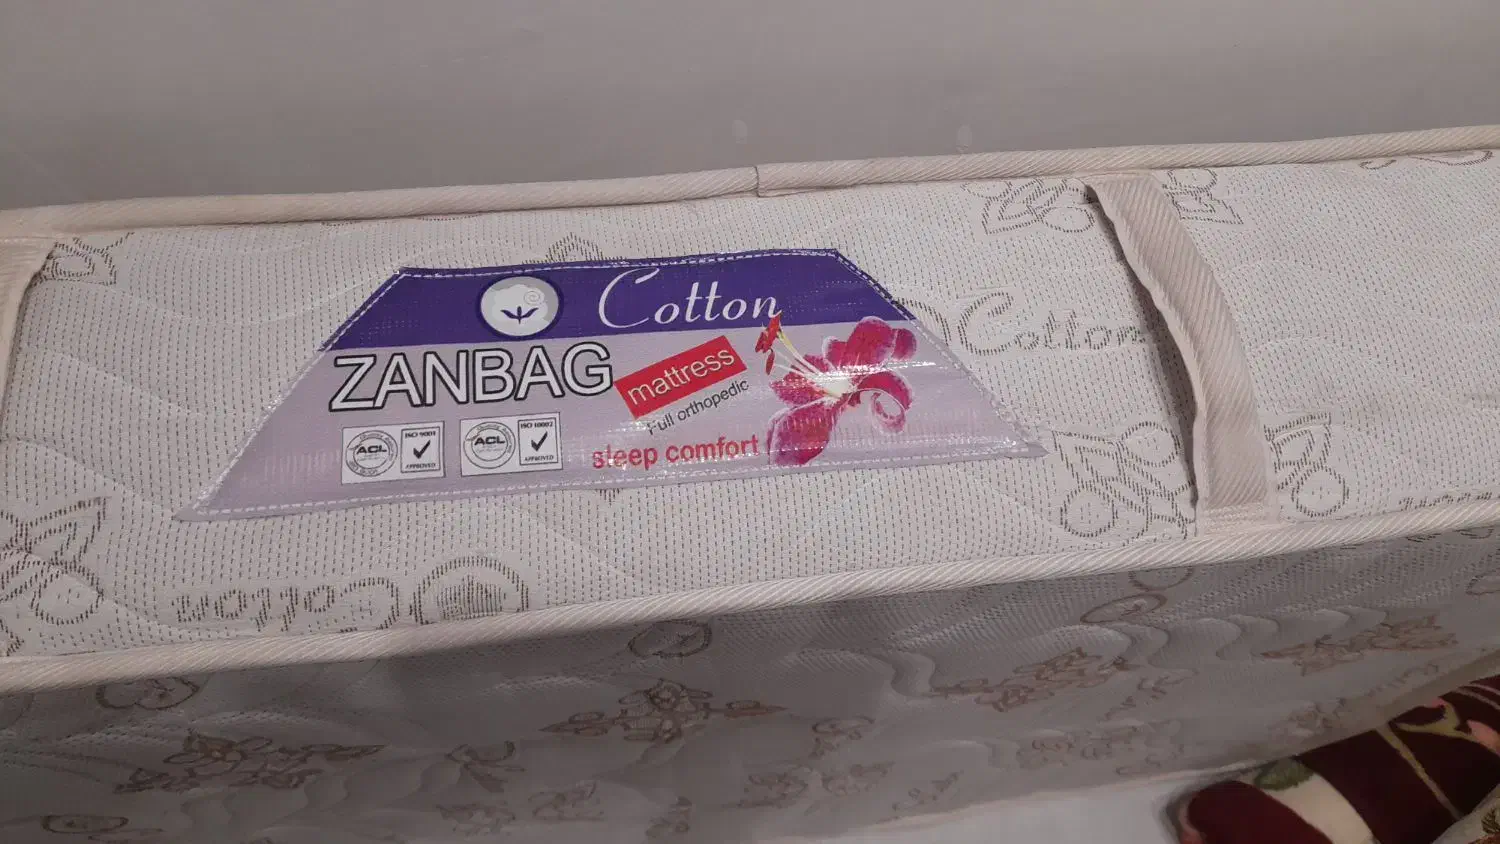 Cotton
ZANBAG
mattress
Full orthopedic
ACL
ISO 9001
APPROVED
ACL
ISO 10002
APPROVED
sleep comfort
Cotton
Cotton